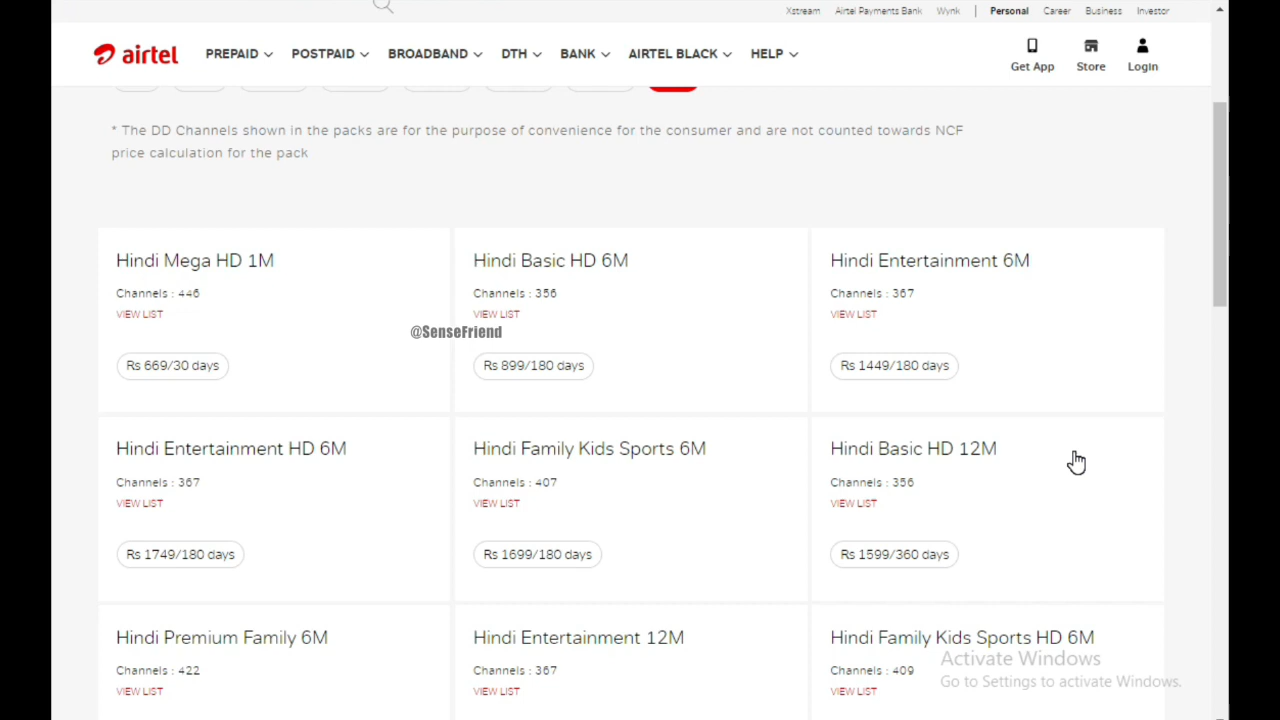 Xstream Airtel Payments Bank Wynk | Personal Career Business Investor
airtel PREPAID POSTPAID BROADBAND DTH BANK AIRTEL BLACK HELP Get App Store Login
* The DD Channels shown in the packs are for the purpose of convenience for the consumer and are not counted towards NCF
price calculation for the pack
Hindi Mega HD 1M
Channels : 446
VIEW LIST
Rs 669/30 days
Hindi Basic HD 6M
Channels : 356
VIEW LIST
Rs 899/180 days
Hindi Entertainment 6M
Channels : 367
VIEW LIST
Rs 1449/180 days
@SenseFriend
Hindi Entertainment HD 6M
Channels : 367
VIEW LIST
Rs 1749/180 days
Hindi Family Kids Sports 6M
Channels : 407
VIEW LIST
Rs 1699/180 days
Hindi Basic HD 12M
Channels : 356
VIEW LIST
Rs 1599/360 days
Hindi Premium Family 6M
Channels : 422
VIEW LIST
Hindi Entertainment 12M
Channels : 367
VIEW LIST
Hindi Family Kids Sports HD 6M
Channels : 409
VIEW LIST
Activate Windows
Go to Settings to activate Windows.